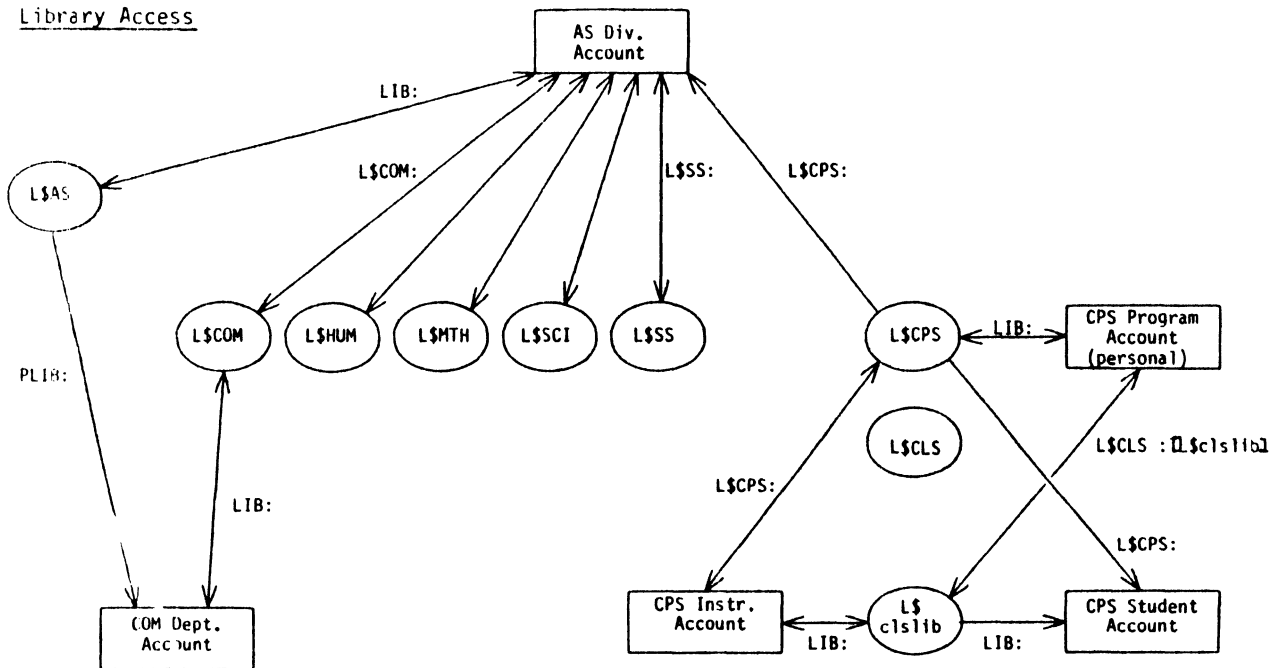 Library Access
AS Div.
Account
LIB:
L$COM:
L$SS:
L$CPS:
L$AS
L$COM
L$HUM
L$MTH
L$SCI
L$SS
L$CPS
LIB:
CPS Program
Account
(personal)
PLIB:
L$CLS
L$CLS :[L$clslib]
L$CPS:
LIB:
L$CPS:
COM Dept.
Account
CPS Instr.
Account
LIB:
L$
clslib
LIB:
CPS Student
Account